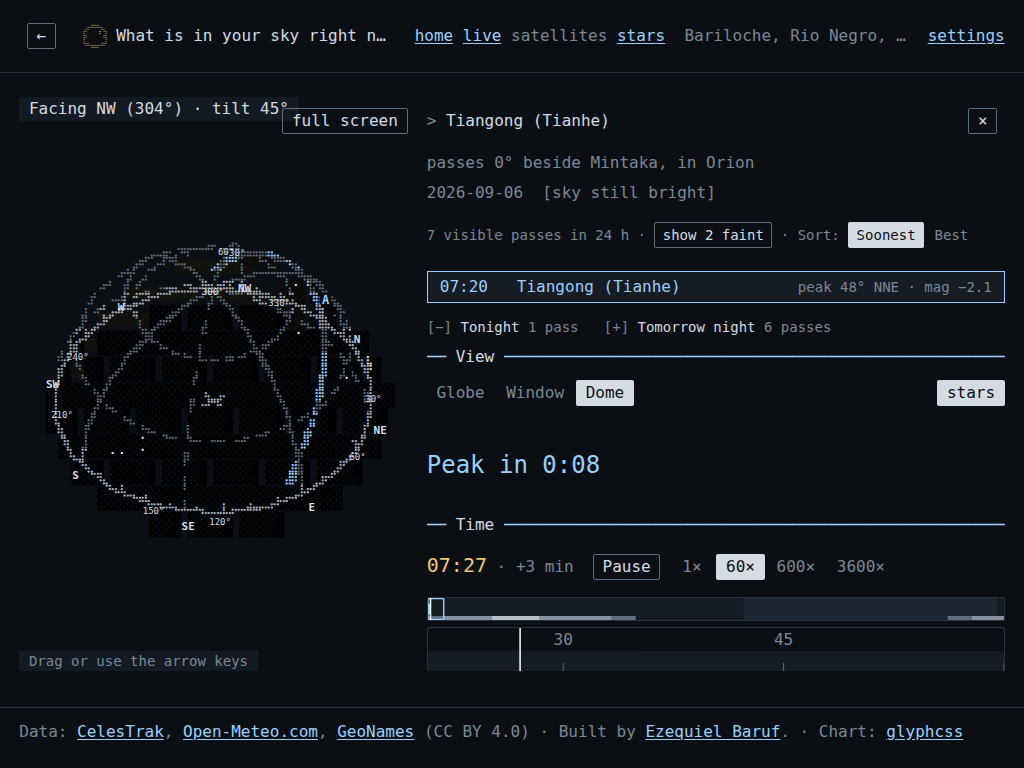 ← What is in your sky right n… home live satellites stars Bariloche, Rio Negro, … settings
Facing NW (304°) · tilt 45°
full screen
> Tiangong (Tianhe) ×
passes 0° beside Mintaka, in Orion
2026-09-06 [sky still bright]
7 visible passes in 24 h · show 2 faint · Sort: Soonest Best
07:20 Tiangong (Tianhe) peak 48° NNE · mag −2.1
[−] Tonight 1 pass [+] Tomorrow night 6 passes
View
Globe Window Dome stars
Peak in 0:08
Time
07:27 · +3 min Pause 1× 60× 600× 3600×
30 45
60° 30°
300° NW 330° A
W
N
240°
SW 30°
210°
NE
60°
S
150° E
SE 120°
Drag or use the arrow keys
Data: CelesTrak, Open-Meteo.com, GeoNames (CC BY 4.0) · Built by Ezequiel Baruf. · Chart: glyphcss